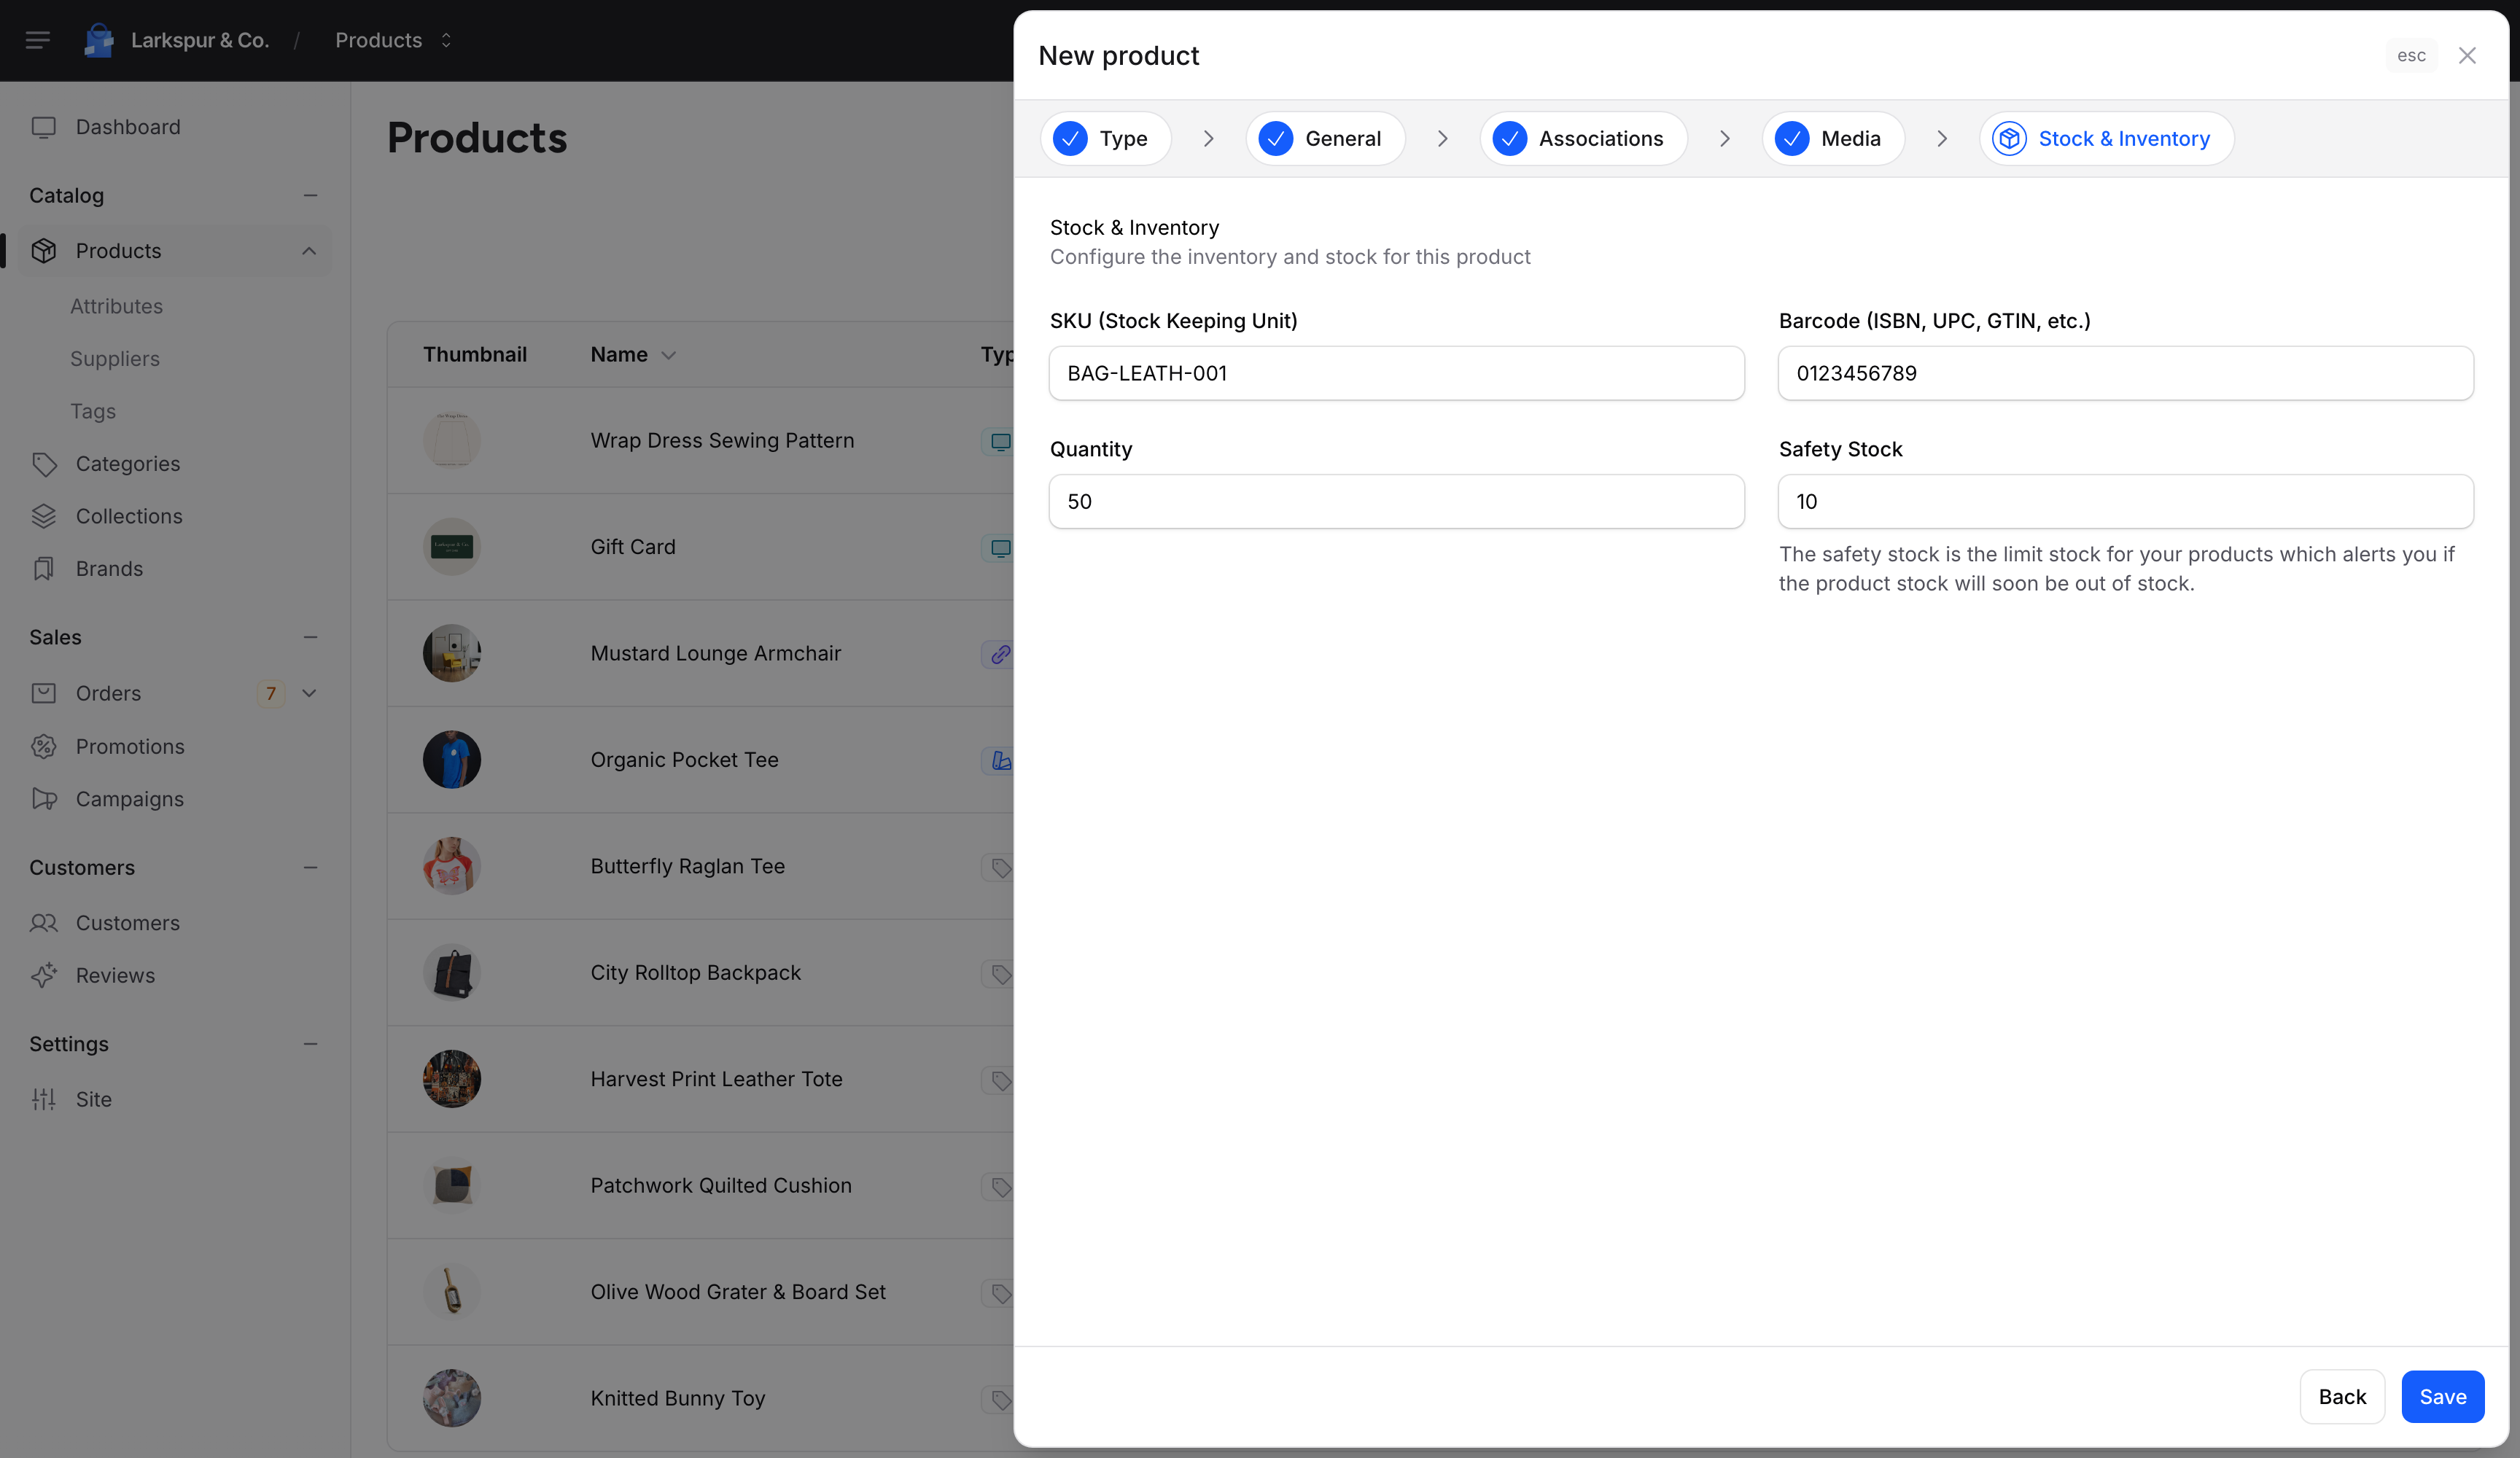 Larkspur & Co. / Products
Dashboard
Catalog
Products
Attributes
Suppliers
Tags
Categories
Collections
Brands
Sales
Orders 7
Promotions
Campaigns
Customers
Customers
Reviews
Settings
Site
Products
Thumbnail Name Typ
Wrap Dress Sewing Pattern
Gift Card
Mustard Lounge Armchair
Organic Pocket Tee
Butterfly Raglan Tee
City Rolltop Backpack
Harvest Print Leather Tote
Patchwork Quilted Cushion
Olive Wood Grater & Board Set
Knitted Bunny Toy
New product
esc
Type
General
Associations
Media
Stock & Inventory
Stock & Inventory
Configure the inventory and stock for this product
SKU (Stock Keeping Unit)
BAG-LEATH-001
Barcode (ISBN, UPC, GTIN, etc.)
0123456789
Quantity
50
Safety Stock
10
The safety stock is the limit stock for your products which alerts you if
the product stock will soon be out of stock.
Back
Save